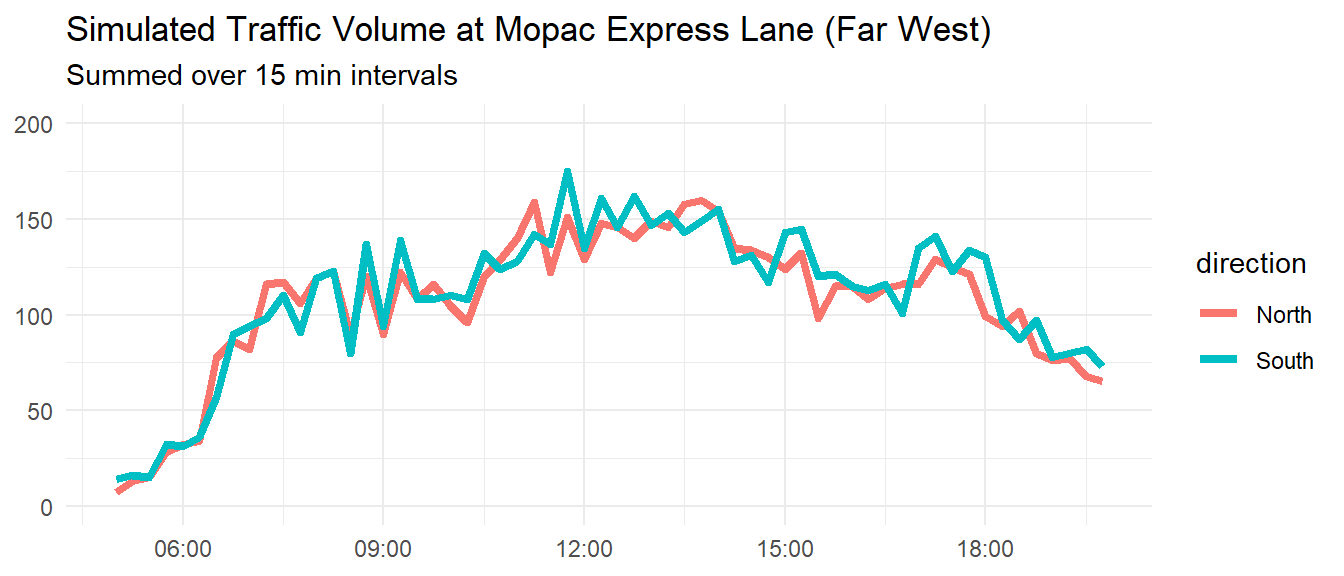 Simulated Traffic Volume at Mopac Express Lane (Far West)
Summed over 15 min intervals
200
150
100
50
0
06:00 09:00 12:00 15:00 18:00
direction
North
South